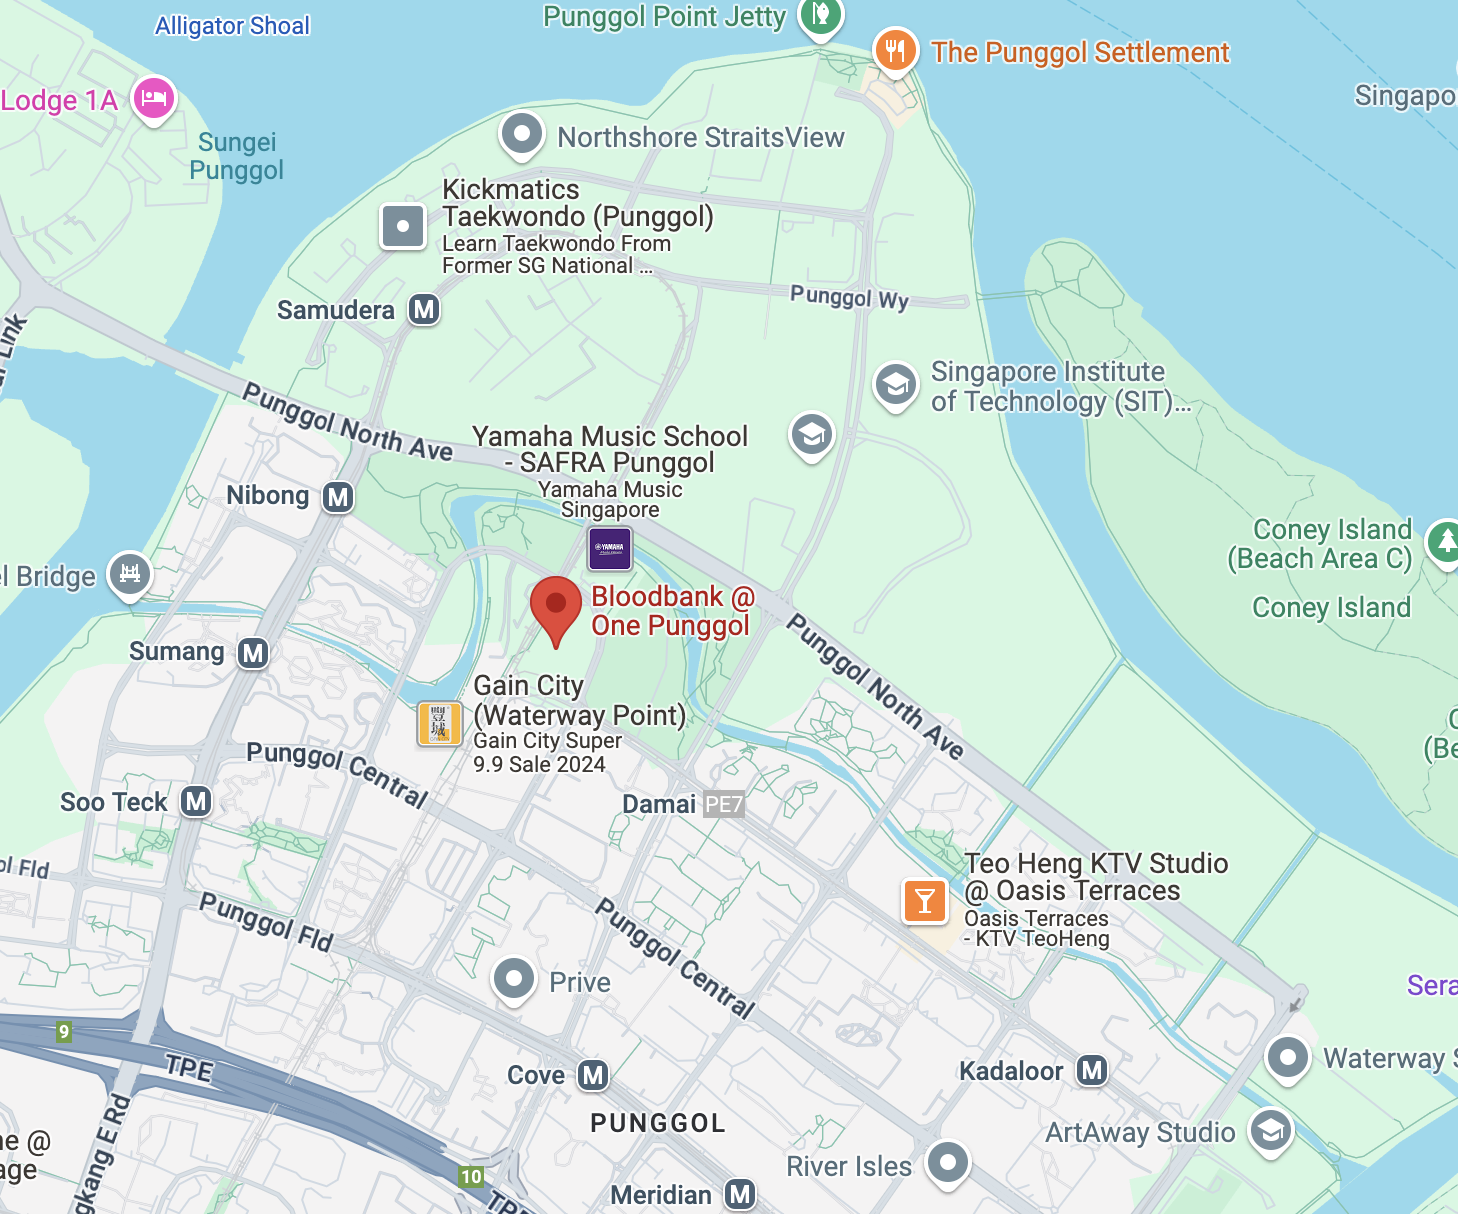 Alligator Shoal
Punggol Point Jetty
The Punggol Settlement
Lodge 1A
Sungei
Punggol
Singapo
Northshore StraitsView
Kickmatics
Taekwondo (Punggol)
Learn Taekwondo From
Former SG National ...
Samudera M
Punggol Wy
Link
Singapore Institute
of Technology (SIT)...
Punggol North Ave
Yamaha Music School
- SAFRA Punggol
Yamaha Music
Singapore
YAMAHA
Nibong M
Coney Island
(Beach Area C)
Coney Island
el Bridge
Bloodbank @
One Punggol
Sumang M
Punggol North Ave
Gain City
(Waterway Point)
Gain City Super
9.9 Sale 2024
C
(Be
Punggol Central
Soo Teck M
Damai PE7
ol Fld
Teo Heng KTV Studio
@ Oasis Terraces
Oasis Terraces
- KTV TeoHeng
Punggol Fld
Punggol Central
Prive
Sera
9
TPE
Cove M
Kadaloor M
Waterway S
PUNGGOL
gkang E Rd
ne @
age
ArtAway Studio
10
River Isles
TPE
Meridian M